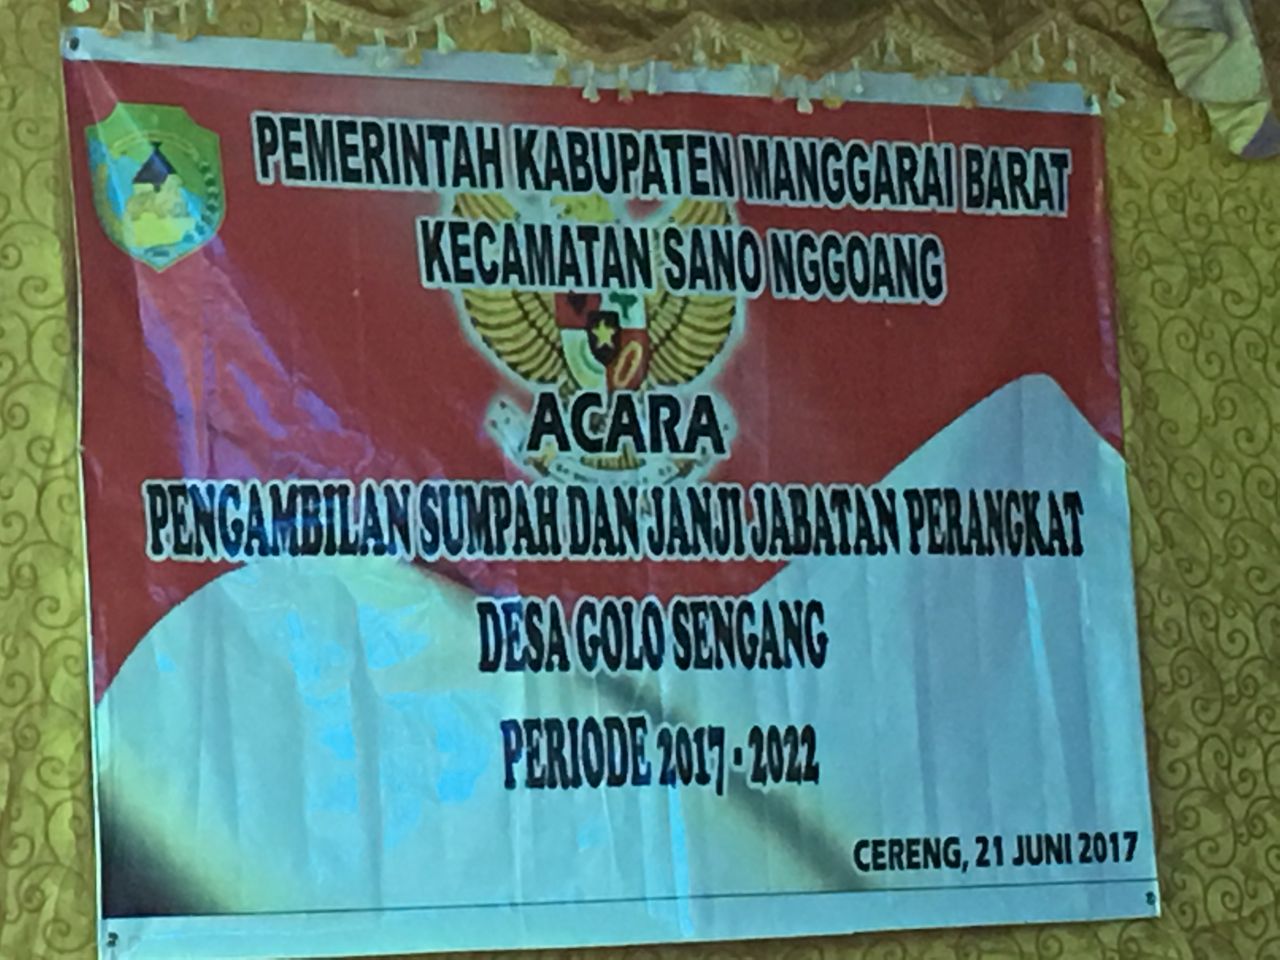 PEMERINTAH KABUPATEN MANGGARAI BARAT
KECAMATAN SANO NGGOANG
ACARA
PENGAMBILAN SUMPAH DAN JANJI JABATAN PERANGKAT
DESA GOLO SENGANG
PERIODE 2017 - 2022
CERENG, 21 JUNI 2017